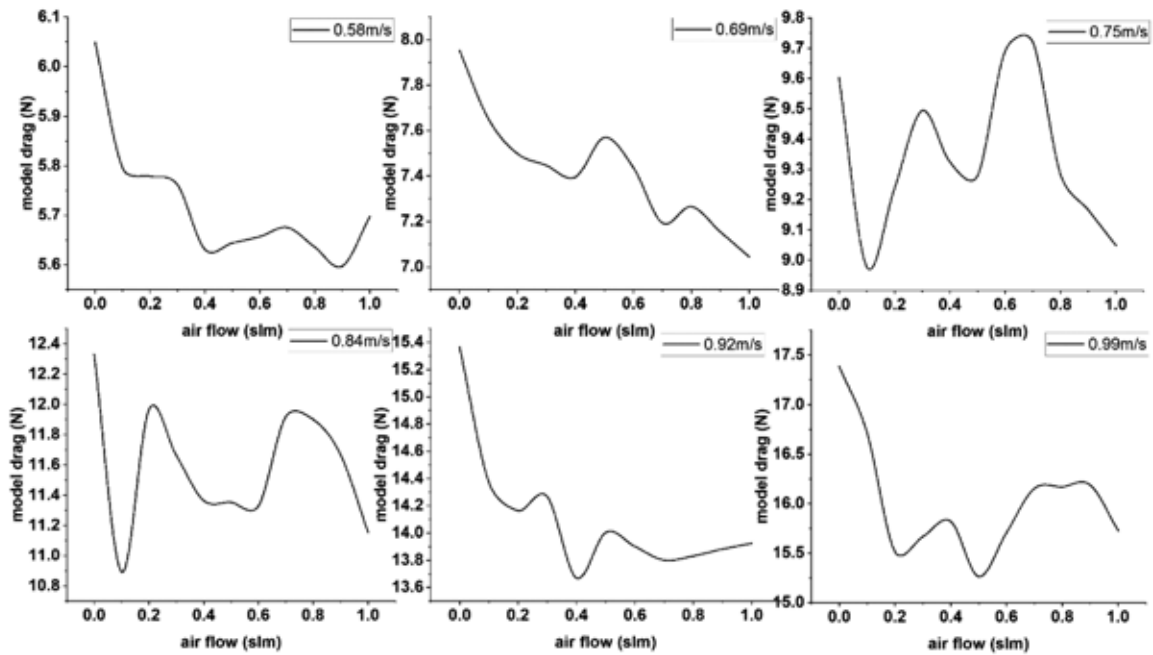 0.58m/s
6.1
6.0
5.9
5.8
5.7
5.6
model drag (N)
0.0 0.2 0.4 0.6 0.8 1.0
air flow (slm)
0.69m/s
8.0
7.8
7.6
7.4
7.2
7.0
model drag (N)
0.0 0.2 0.4 0.6 0.8 1.0
air flow (slm)
0.75m/s
9.8
9.7
9.6
9.5
9.4
9.3
9.2
9.1
9.0
8.9
model drag (N)
0.0 0.2 0.4 0.6 0.8 1.0
air flow (slm)
0.84m/s
12.4
12.2
12.0
11.8
11.6
11.4
11.2
11.0
10.8
model drag (N)
0.0 0.2 0.4 0.6 0.8 1.0
air flow (slm)
0.92m/s
15.4
15.2
15.0
14.8
14.6
14.4
14.2
14.0
13.8
13.6
model drag (N)
0.0 0.2 0.4 0.6 0.8 1.0
air flow (slm)
0.99m/s
17.5
17.0
16.5
16.0
15.5
15.0
model drag (N)
0.0 0.2 0.4 0.6 0.8 1.0
air flow (slm)